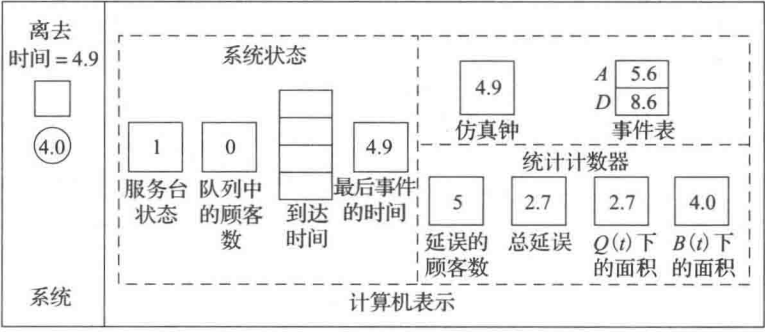 离去
时间＝4.9
4.0
系统
系统状态
1
服务台
状态
0
队列中
的顾客
数
到达
时间
4.9
最后事件
的时间
4.9
仿真钟
A 5.6
D 8.6
事件表
统计计数器
5
延误的
顾客数
2.7
总延误
2.7
Q(t)下
的面积
4.0
B(t)下
的面积
计算机表示